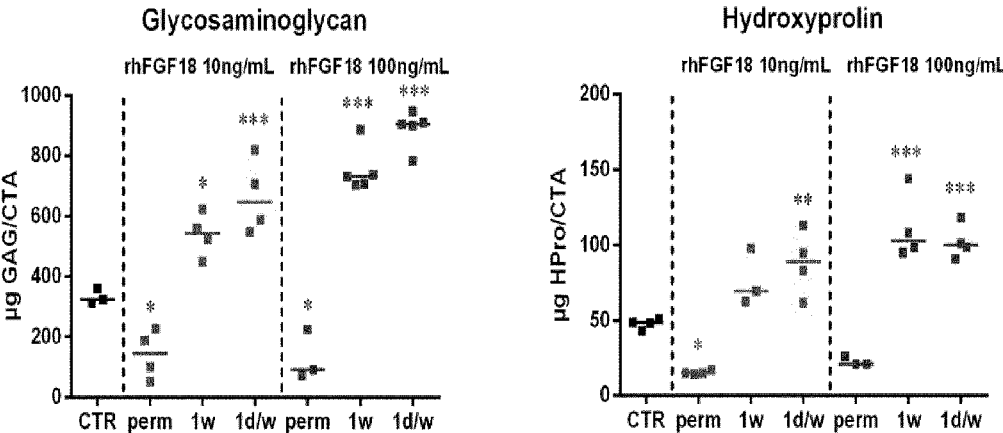 Glycosaminoglycan
rhFGF18 10ng/mL rhFGF18 100ng/mL
µg GAG/CTA
1000
800
600
400
200
0
* * *** * *** ***
CTR perm 1w 1d/w perm 1w 1d/w
Hydroxyprolin
rhFGF18 10ng/mL rhFGF18 100ng/mL
µg HPro/CTA
200
150
100
50
0
* ** *** ***
CTR perm 1w 1d/w perm 1w 1d/w